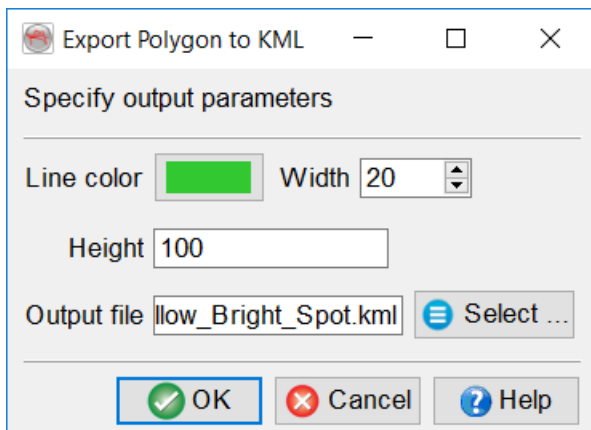 Export Polygon to KML
Specify output parameters
Line color Width 20
Height 100
Output file llow_Bright_Spot.kml Select ...
OK Cancel Help